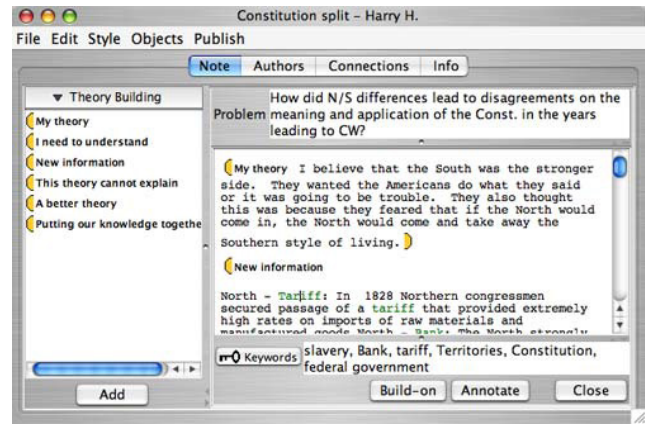 Constitution split – Harry H.
File Edit Style Objects Publish
Note Authors Connections Info
Theory Building
My theory
I need to understand
New information
This theory cannot explain
A better theory
Putting our knowledge togethe
Add
Problem
How did N/S differences lead to disagreements on the
meaning and application of the Const. in the years
leading to CW?
My theory I believe that the South was the stronger
side. They wanted the Americans do what they said
or it was going to be trouble. They also thought
this was because they feared that if the North would
come in, the North would come and take away the
Southern style of living.
New information
North – Tariff: In 1828 Northern congressmen
secured passage of a tariff that provided extremely
high rates on imports of raw materials and
manufactured goods North – Bank: The North strongly
Keywords
slavery, Bank, tariff, Territories, Constitution,
federal government
Build-on Annotate Close